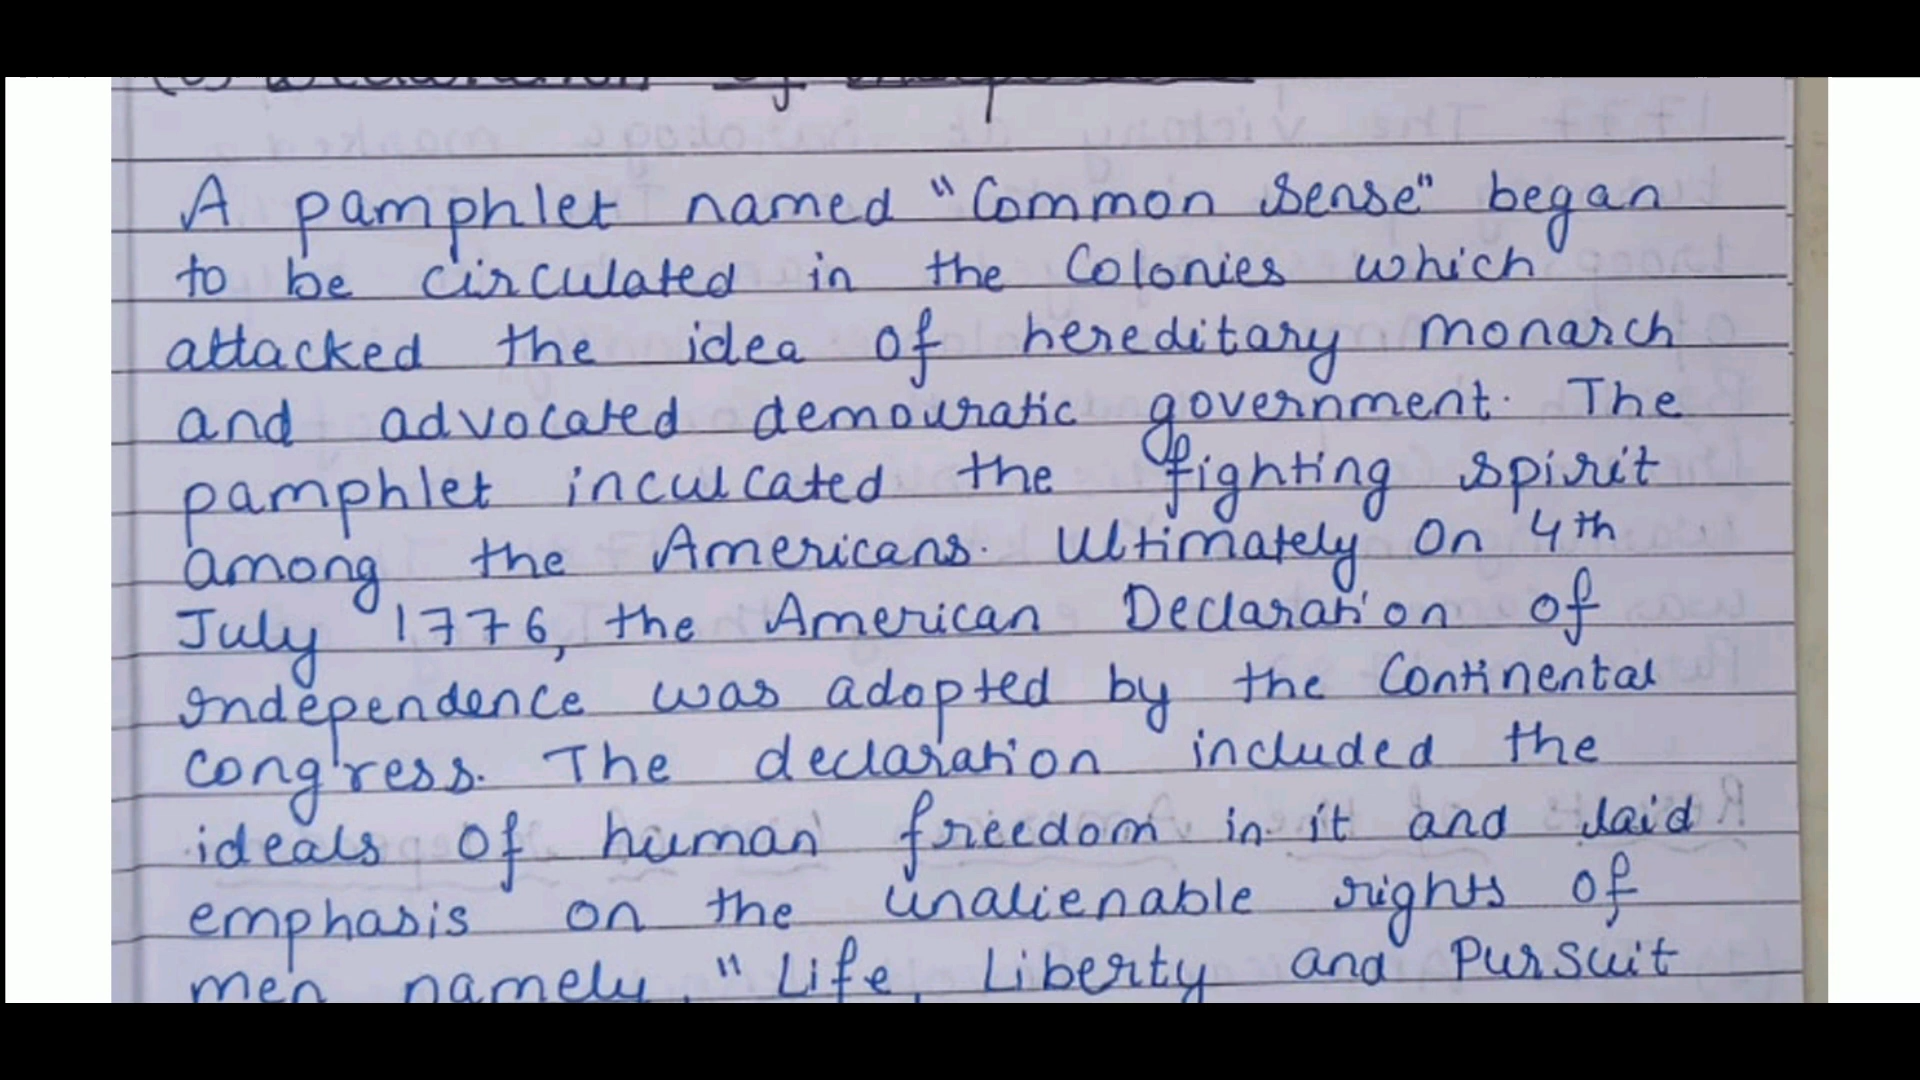 A pamphlet named "Common Sense" began
to be circulated in the Colonies which
attacked the idea of hereditary monarch
and advocated democratic government. The
pamphlet inculcated the fighting spirit
among the Americans. Ultimately On 4th
July 1776, the American Declaration of
Independence was adopted by the Continental
Congress. The declaration included the
ideals of human freedom in it and laid
emphasis on the unalienable rights of
men namely, "Life, Liberty and Pursuit